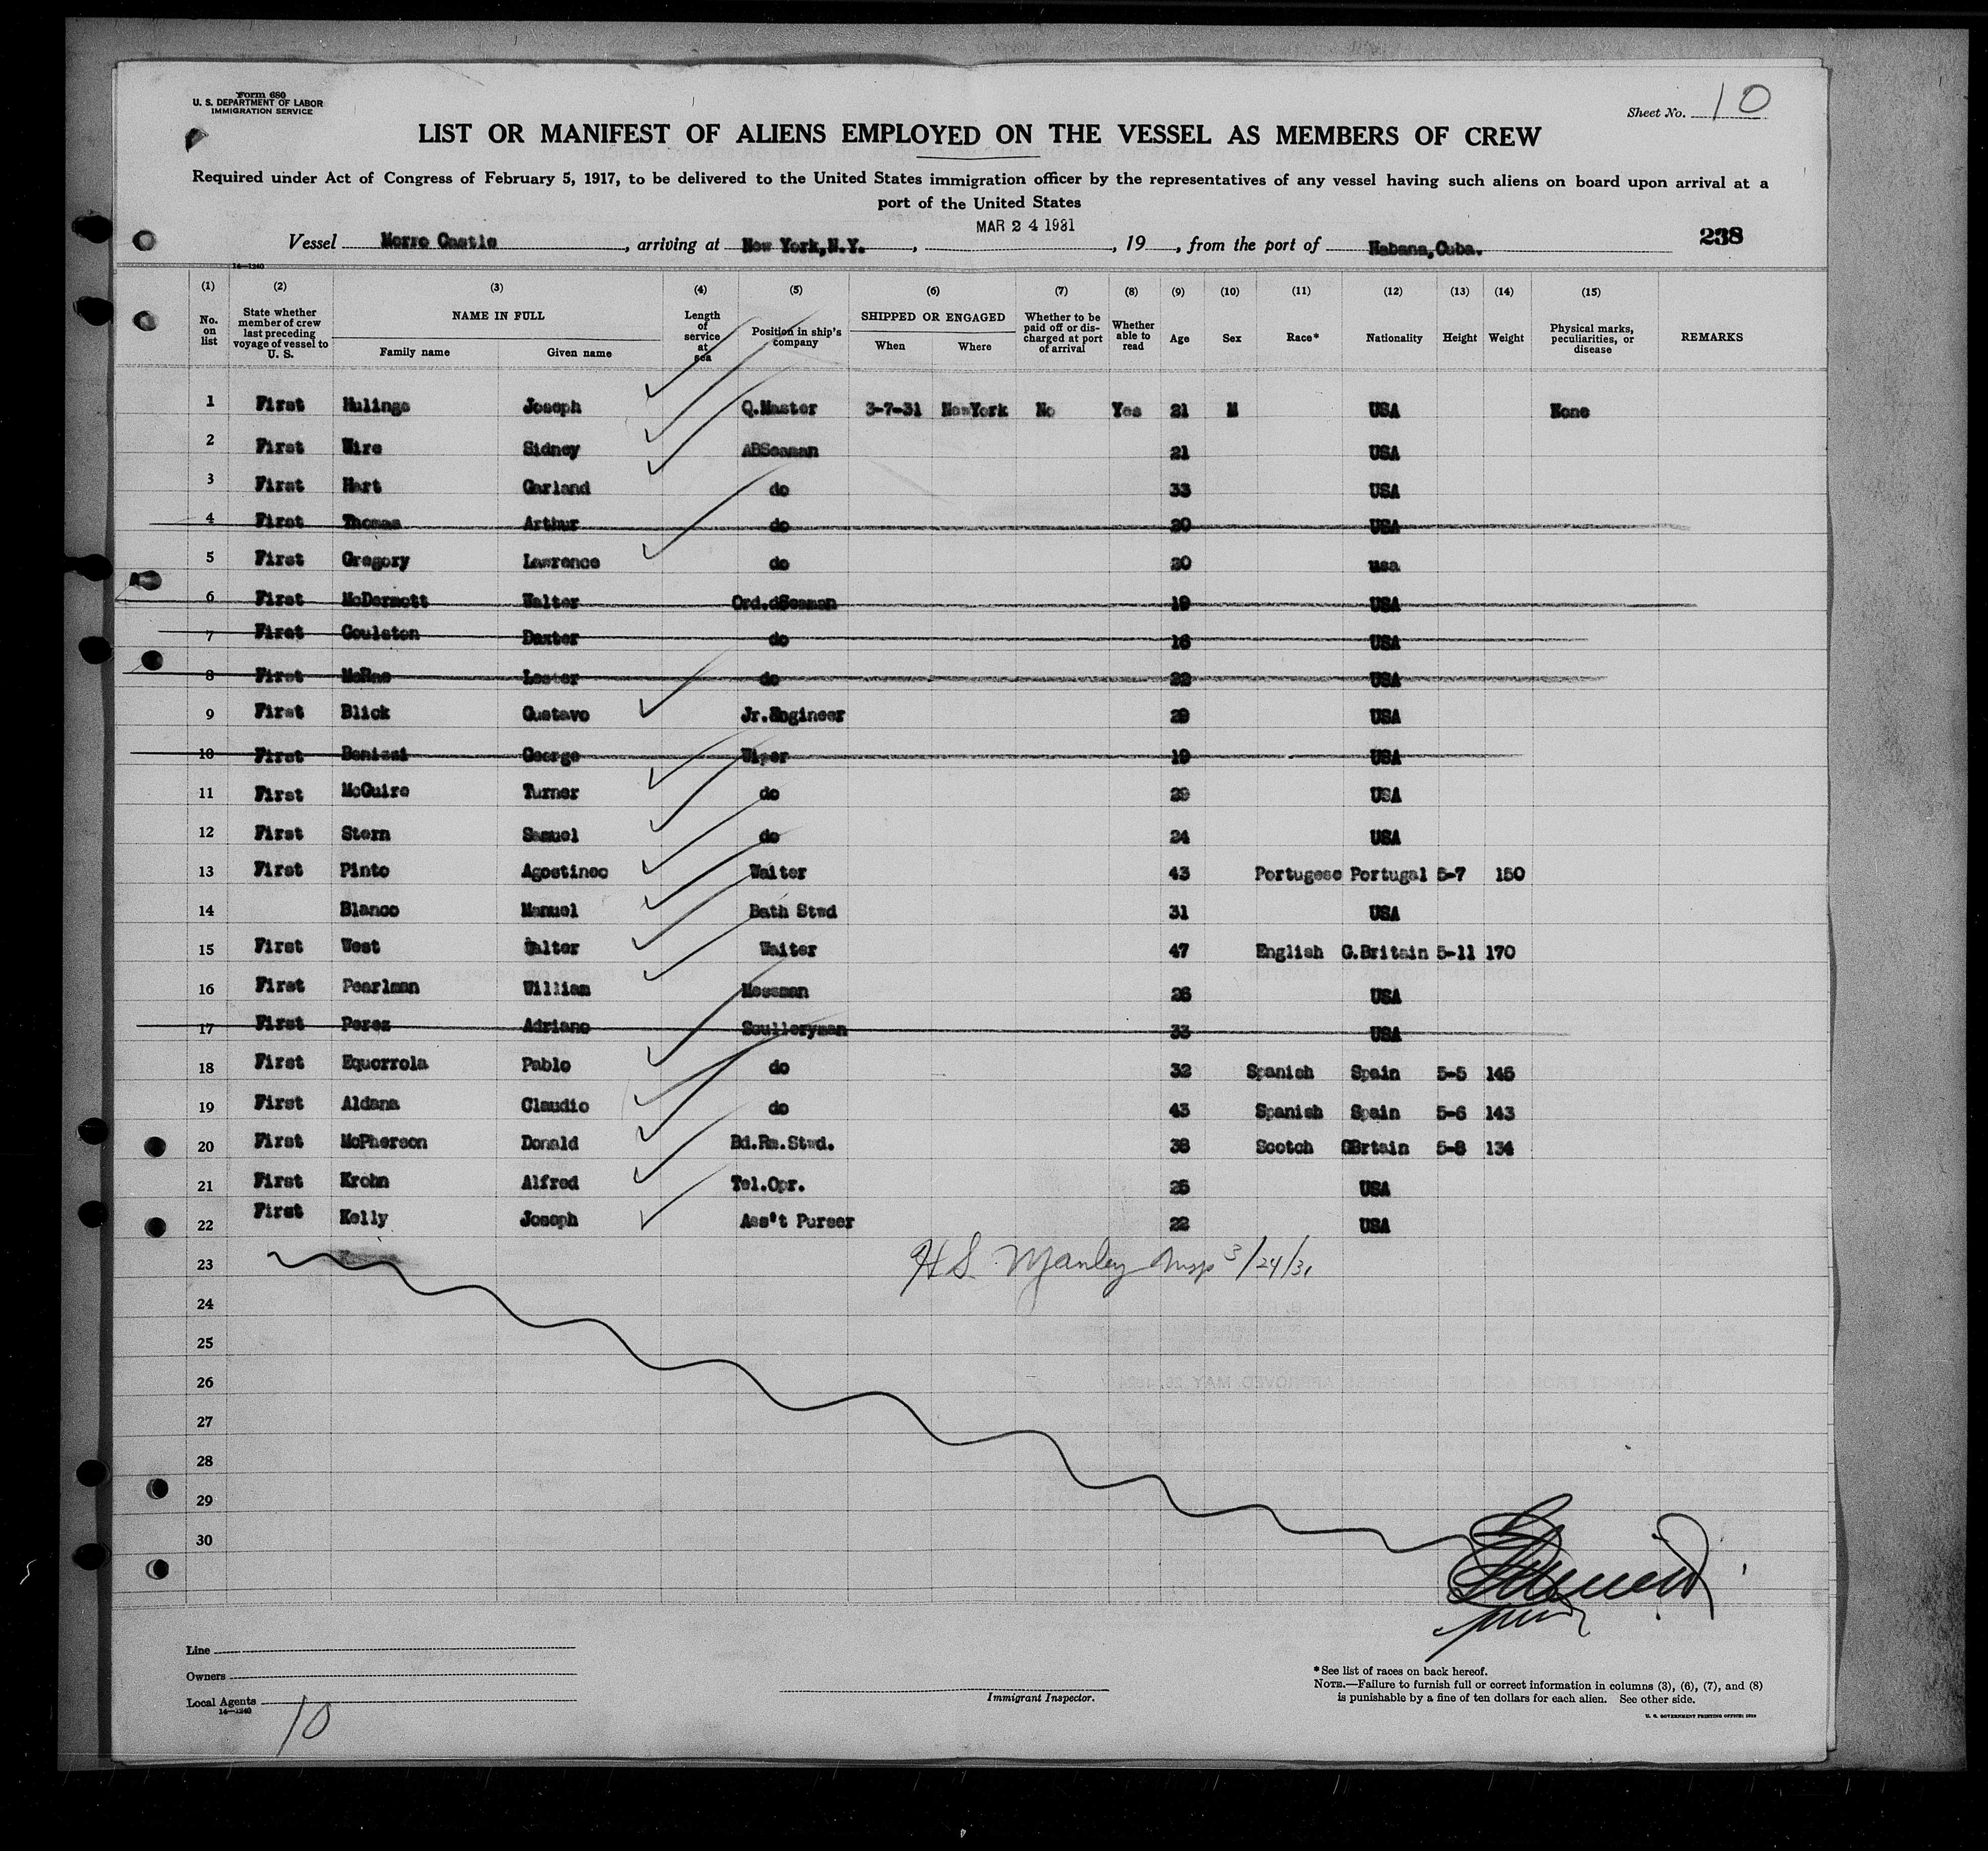 Form 680
U. S. DEPARTMENT OF LABOR
IMMIGRATION SERVICE
Sheet No. 10
LIST OR MANIFEST OF ALIENS EMPLOYED ON THE VESSEL AS MEMBERS OF CREW
Required under Act of Congress of February 5, 1917, to be delivered to the United States immigration officer by the representatives of any vessel having such aliens on board upon arrival at a
port of the United States
MAR 24 1931
Vessel Morro Castle, arriving at New York,N.Y., , 19 , from the port of Habana,Cuba. 238
14—1240
(1) (2) (3) (4) (5) (6) (7) (8) (9) (10) (11) (12) (13) (14) (15)
No. on list State whether member of crew last preceding voyage of vessel to U. S. NAME IN FULL Family name Given name Length of service at sea Position in ship's company SHIPPED OR ENGAGED When Where Whether to be paid off or discharged at port of arrival Whether able to read Age Sex Race* Nationality Height Weight Physical marks, peculiarities, or disease REMARKS
1 First Hulings Joseph Q.Master 3-7-31 NewYork No Yes 21 M USA None
2 First Wire Sidney ABSeaman 21 USA
3 First Hart Garland do 33 USA
4 First Thomas Arthur do 20 USA
5 First Gregory Lawrence do 20 usa
6 First McDermott Walter Ord.dSeaman 19 USA
7 First Coulston Daxter do 18 USA
8 First McRae Lester do 22 USA
9 First Blick Gustavo Jr.Engineer 29 USA
10 First George Wiper 19 USA
11 First McGuire Turner do 29 USA
12 First Stern Samuel do 24 USA
13 First Pinto Agostinoo Waiter 43 Portugese Portugal 5-7 150
14 Blanco Manuel Bath Stwd 31 USA
15 First West Walter Waiter 47 English G.Britain 5-11 170
16 First Pearlman William Messman 26 USA
17 First Perez Adriano Sculleryman 33 USA
18 First Equorrola Pablo do 32 Spanish Spain 5-5 145
19 First Aldana Claudio do 43 Spanish Spain 5-6 143
20 First McPherson Donald Bd.Rm.Stwd. 38 Scotch GBrtain 5-8 134
21 First Krohn Alfred Tel.Opr. 25 USA
22 First Kelly Joseph Ass't Purser 22 USA
23 H S. Manley Insp 3/24/31
24
25
26
27
28
29
30
Line
Owners
Local Agents
14—1240
10
Immigrant Inspector.
*See list of races on back hereof.
NOTE.—Failure to furnish full or correct information in columns (3), (6), (7), and (8)
is punishable by a fine of ten dollars for each alien. See other side.